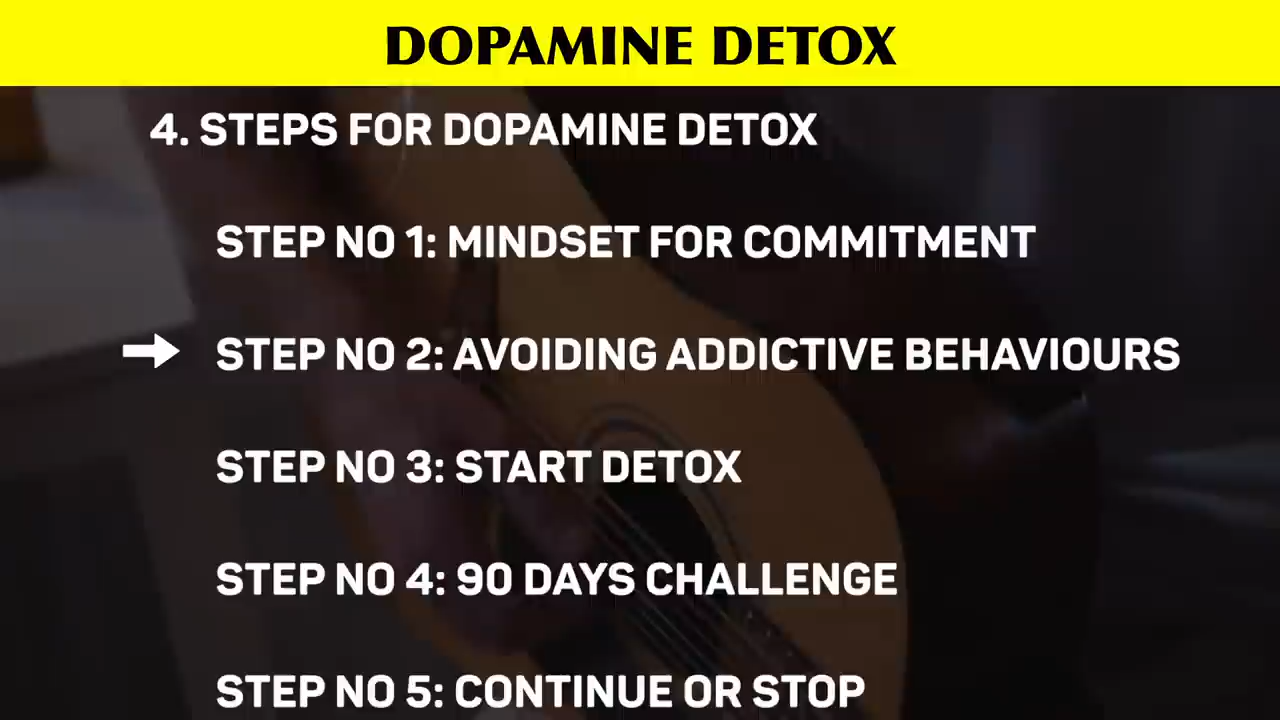 DOPAMINE DETOX
4. STEPS FOR DOPAMINE DETOX
STEP NO 1: MINDSET FOR COMMITMENT
STEP NO 2: AVOIDING ADDICTIVE BEHAVIOURS
STEP NO 3: START DETOX
STEP NO 4: 90 DAYS CHALLENGE
STEP NO 5: CONTINUE OR STOP